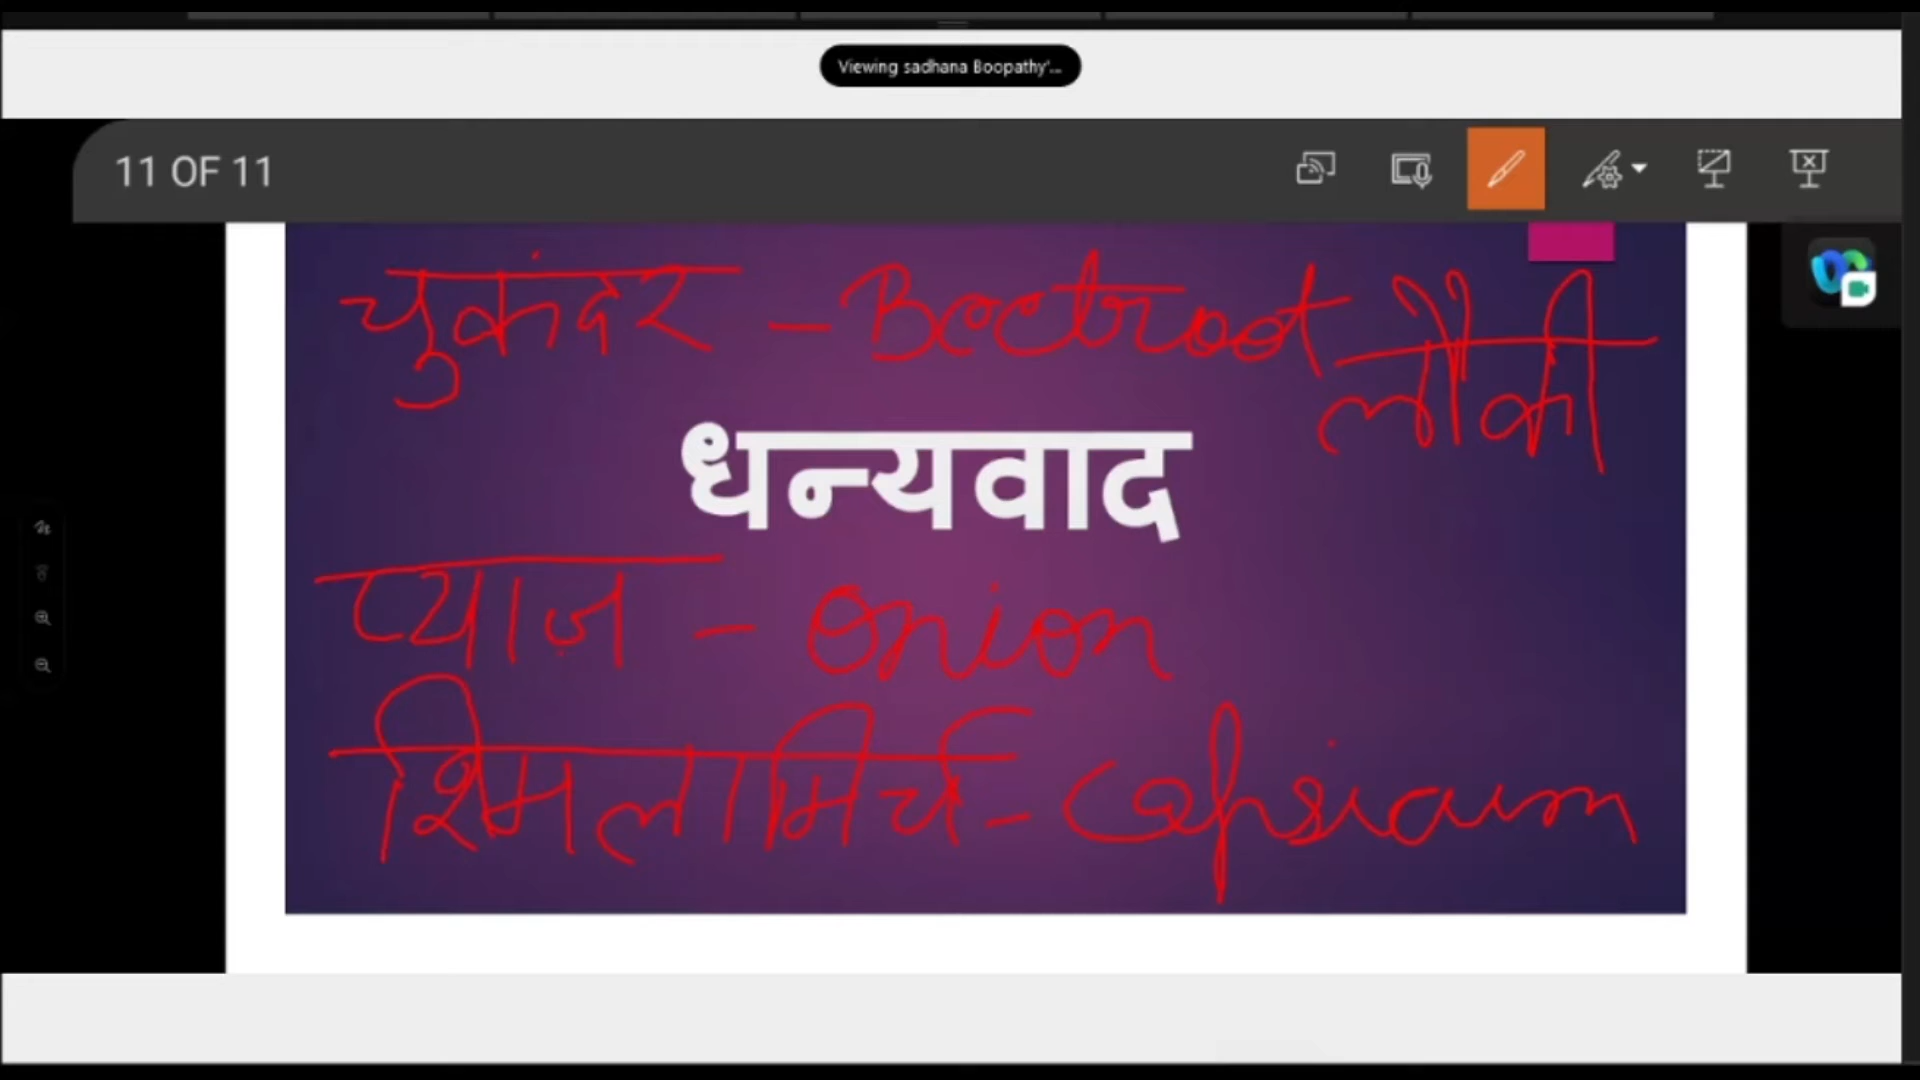 Viewing sadhana Boopathy'...
11 OF 11
चुकंदर - Beetroot
लौकी
धन्यवाद
प्याज़ - Onion
शिमला मिर्च - Capsicum